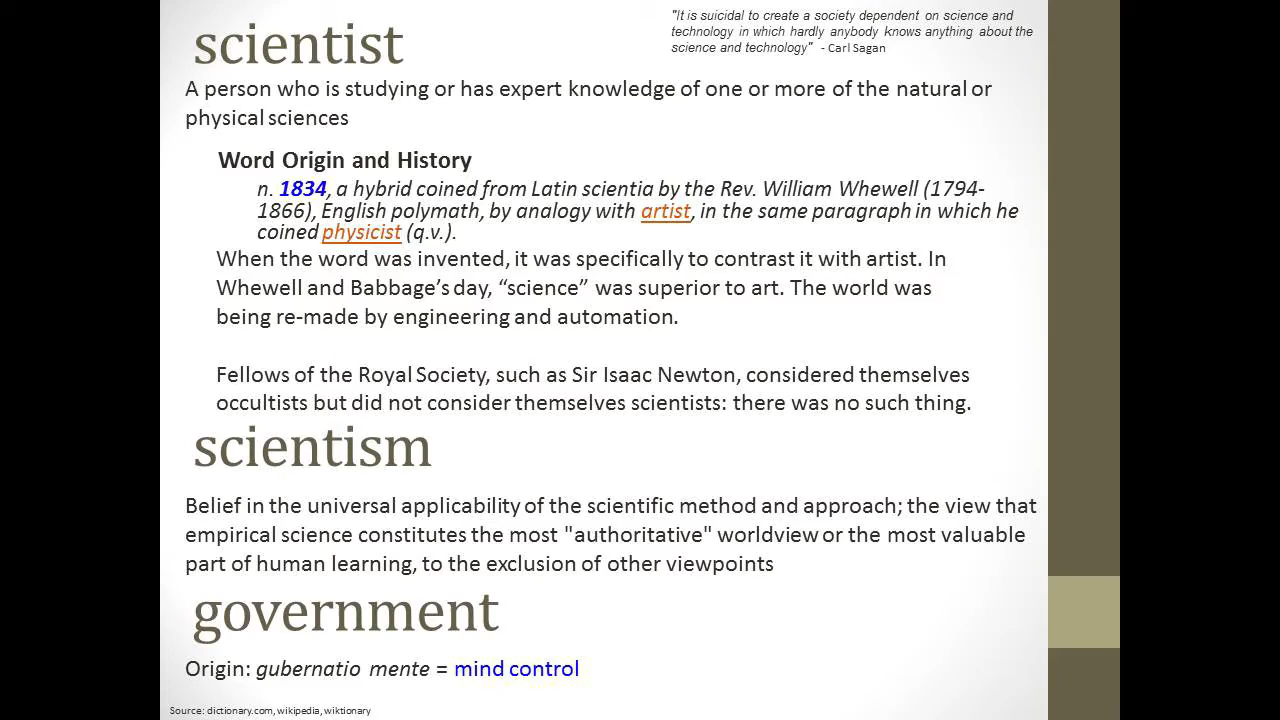 scientist
"It is suicidal to create a society dependent on science and
technology in which hardly anybody knows anything about the
science and technology" - Carl Sagan
A person who is studying or has expert knowledge of one or more of the natural or
physical sciences
Word Origin and History
n. 1834, a hybrid coined from Latin scientia by the Rev. William Whewell (1794-
1866), English polymath, by analogy with artist, in the same paragraph in which he
coined physicist (q.v.).
When the word was invented, it was specifically to contrast it with artist. In
Whewell and Babbage's day, “science” was superior to art. The world was
being re-made by engineering and automation.
Fellows of the Royal Society, such as Sir Isaac Newton, considered themselves
occultists but did not consider themselves scientists: there was no such thing.
scientism
Belief in the universal applicability of the scientific method and approach; the view that
empirical science constitutes the most "authoritative" worldview or the most valuable
part of human learning, to the exclusion of other viewpoints
government
Origin: gubernatio mente = mind control
Source: dictionary.com, wikipedia, wiktionary